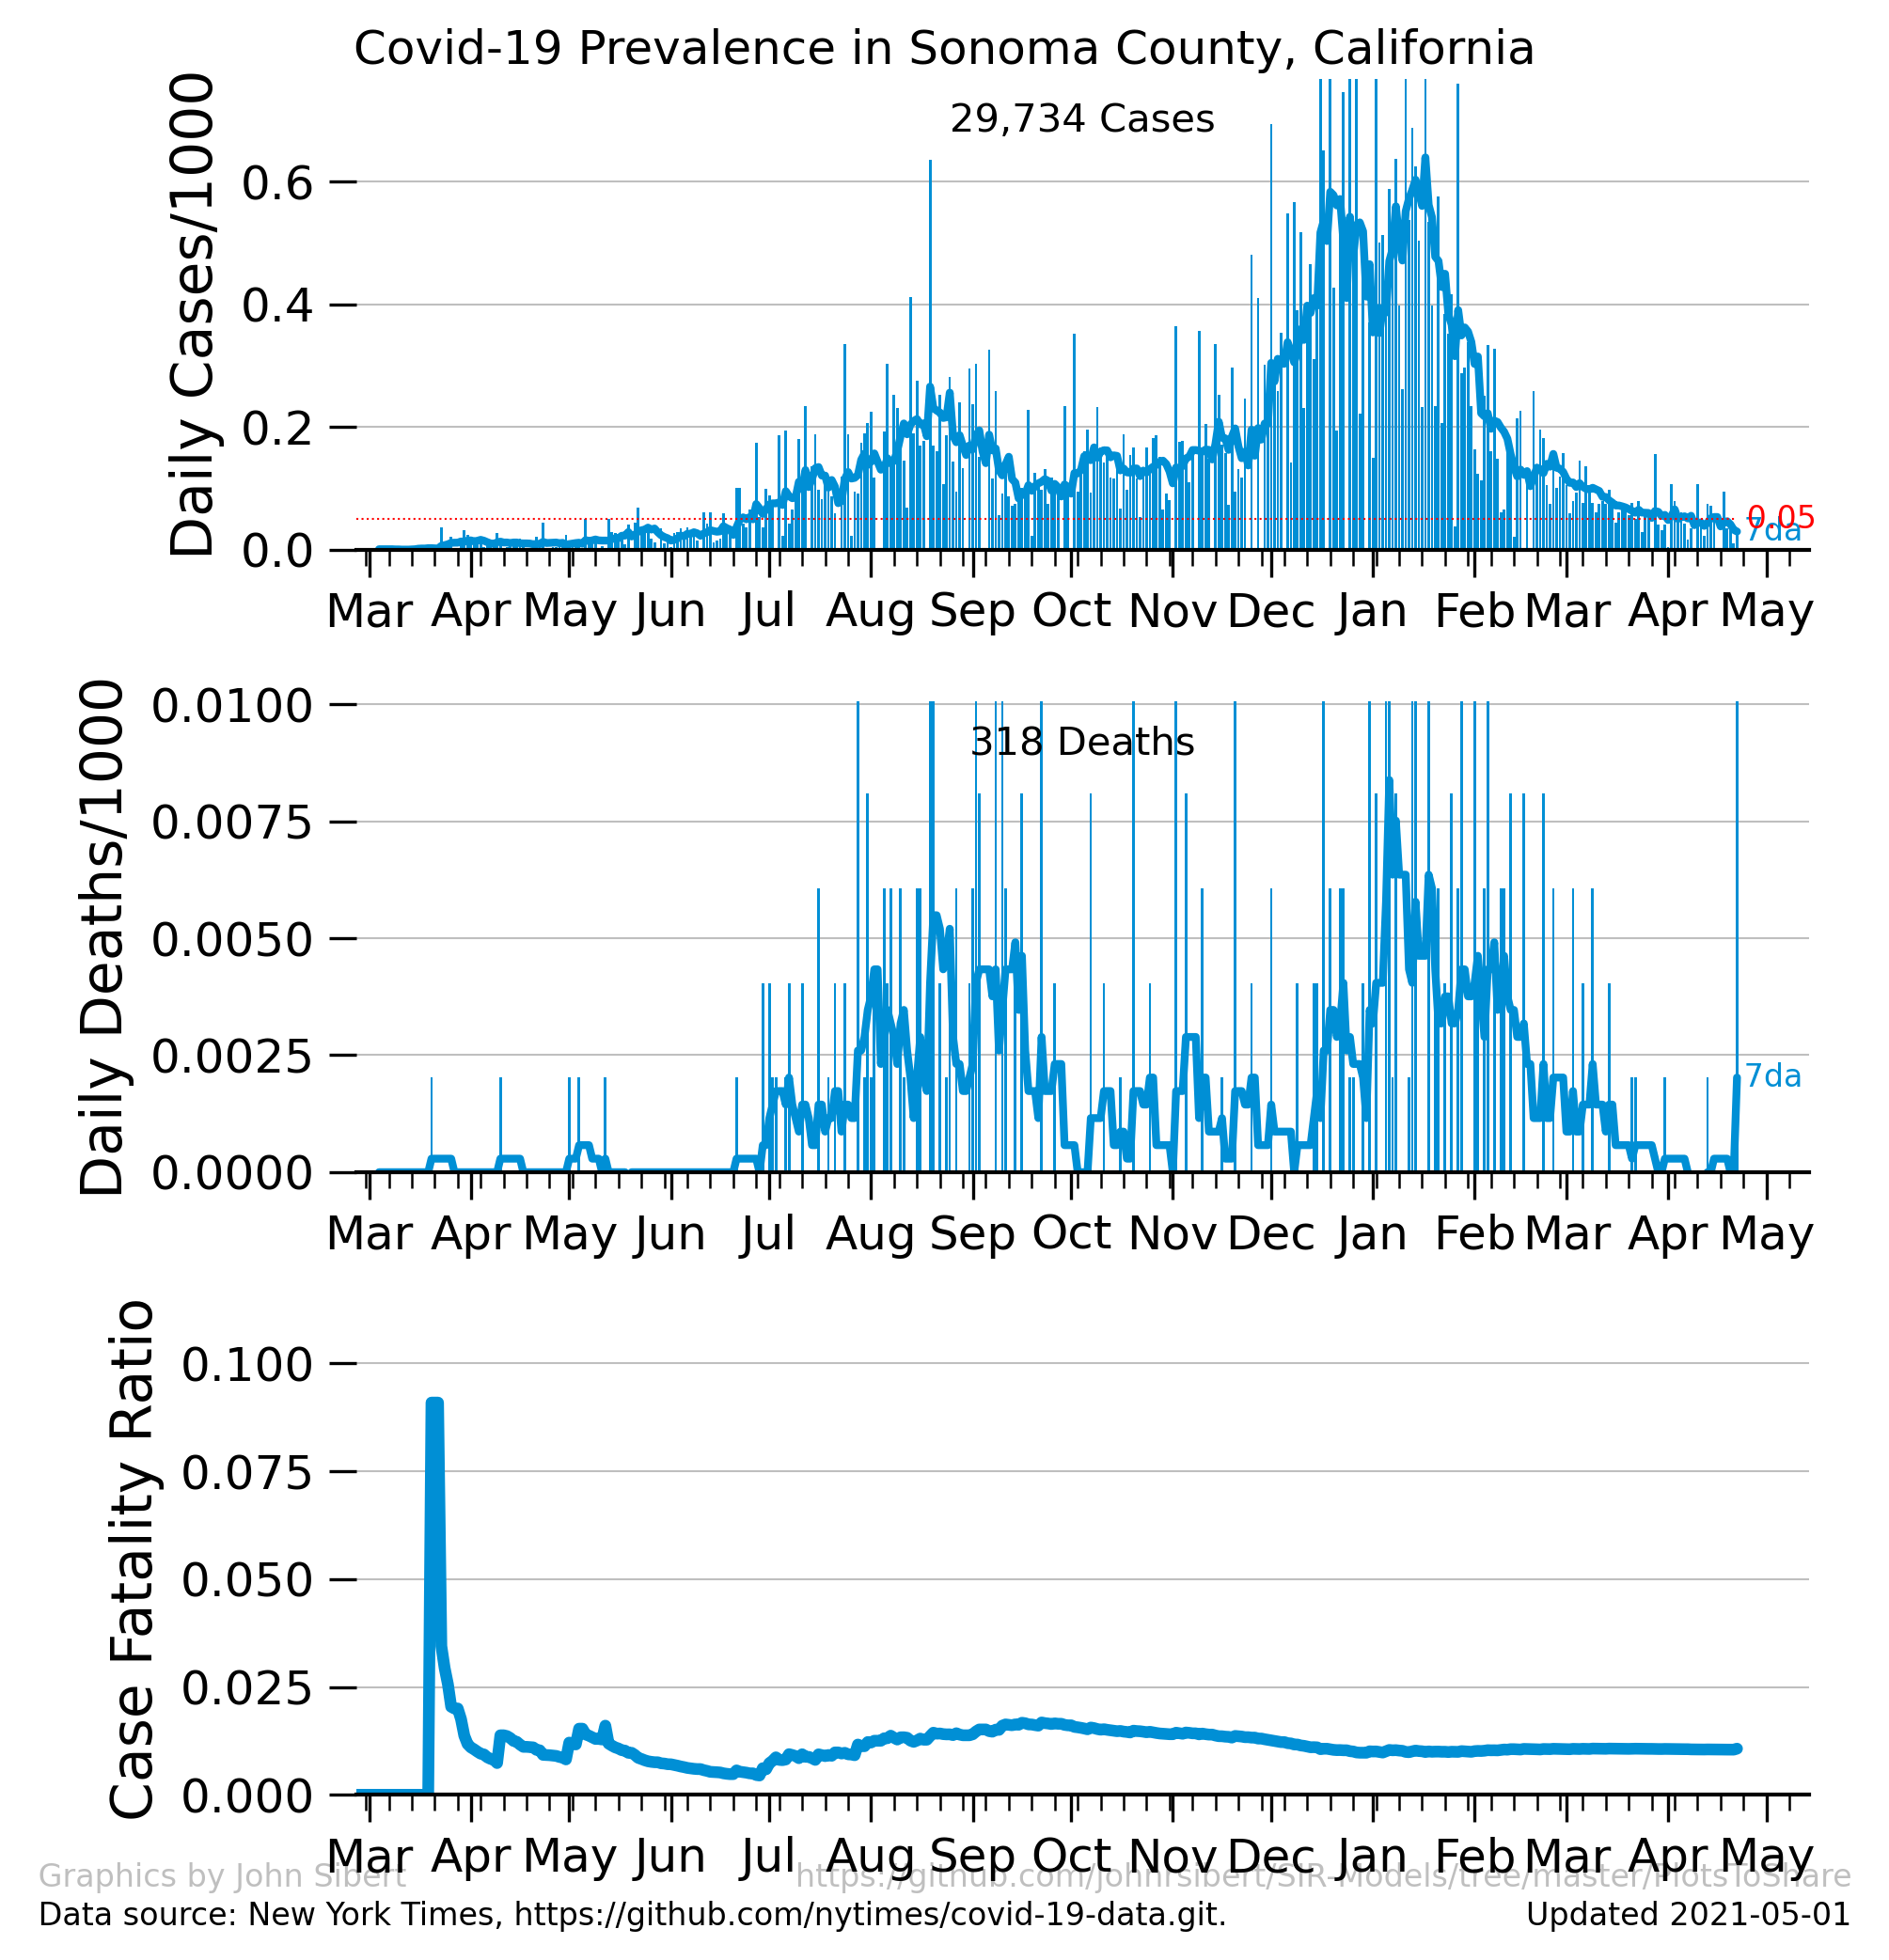 Covid-19 Prevalence in Sonoma County, California
29,734 Cases
Daily Cases/1000
0.6
0.4
0.2
0.0
0.05
7da
Mar Apr May Jun Jul Aug Sep Oct Nov Dec Jan Feb Mar Apr May
Daily Deaths/1000
318 Deaths
0.0100
0.0075
0.0050
0.0025
0.0000
7da
Mar Apr May Jun Jul Aug Sep Oct Nov Dec Jan Feb Mar Apr May
Case Fatality Ratio
0.100
0.075
0.050
0.025
0.000
Mar Apr May Jun Jul Aug Sep Oct Nov Dec Jan Feb Mar Apr May
Graphics by John Sibert https://github.com/johnrsibert/SIR-Models/tree/master/PlotsToShare
Data source: New York Times, https://github.com/nytimes/covid-19-data.git. Updated 2021-05-01